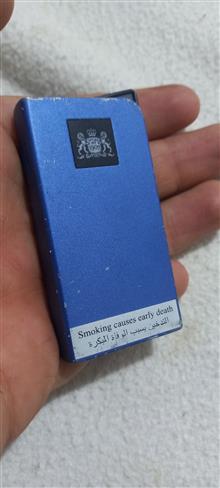 Smoking causes early death
التدخين يسبب الوفاة المبكرة